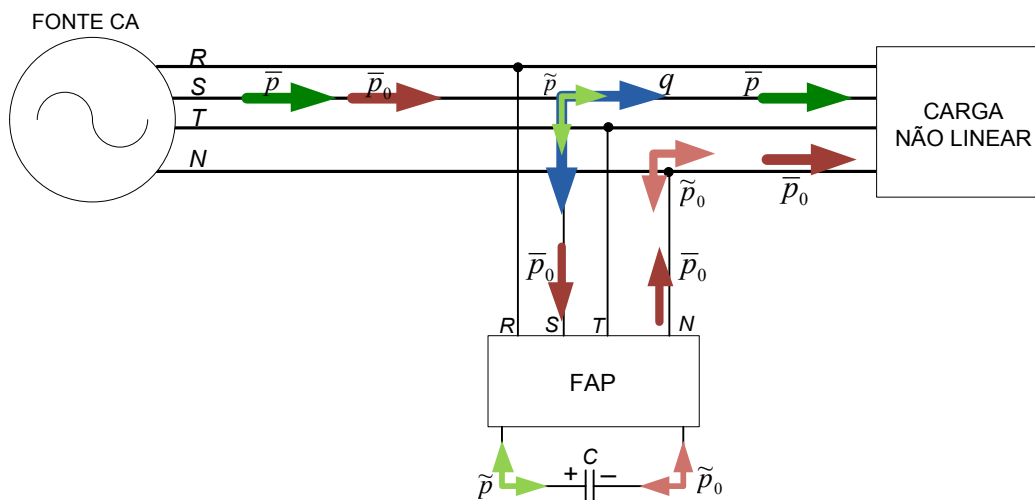 FONTE CA
R
S
T
N
p̅
p̅₀
p̃
q
p̅
CARGA
NÃO LINEAR
p̃₀
p̅₀
p̅₀
p̅₀
R
S
T
N
FAP
C
+
–
p̃
p̃₀